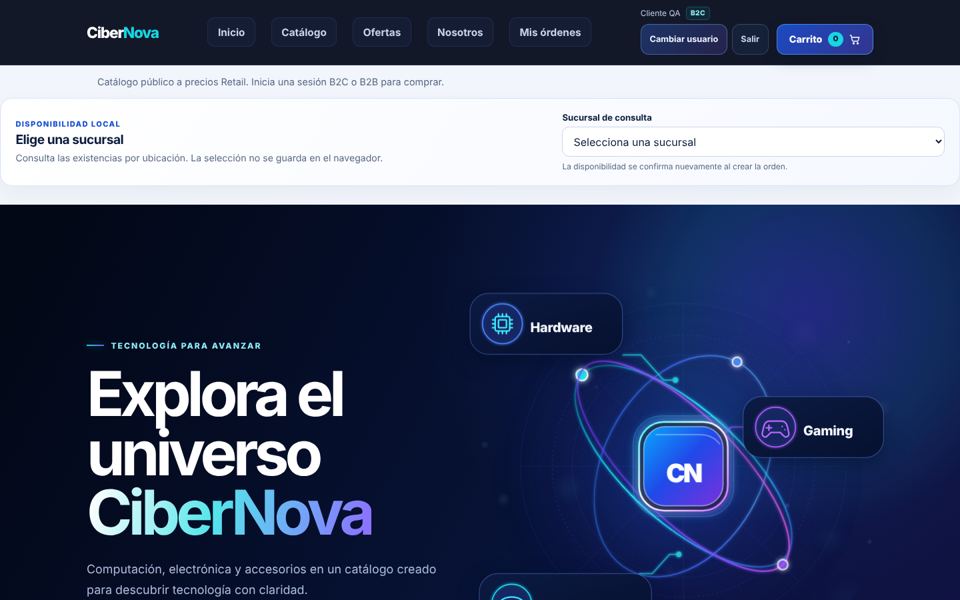 CiberNova
Inicio
Catálogo
Ofertas
Nosotros
Mis órdenes
Cliente QA B2C
Cambiar usuario
Salir
Carrito 0
Catálogo público a precios Retail. Inicia una sesión B2C o B2B para comprar.
DISPONIBILIDAD LOCAL
Elige una sucursal
Consulta las existencias por ubicación. La selección no se guarda en el navegador.
Sucursal de consulta
Selecciona una sucursal
La disponibilidad se confirma nuevamente al crear la orden.
TECNOLOGÍA PARA AVANZAR
Explora el
universo
CiberNova
Computación, electrónica y accesorios en un catálogo creado
para descubrir tecnología con claridad.
Hardware
Gaming
CN